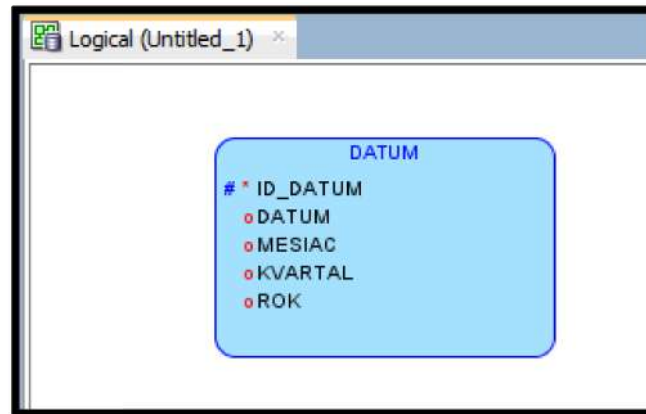 Logical (Untitled_1)
DATUM
# * ID_DATUM
o DATUM
o MESIAC
o KVARTAL
o ROK